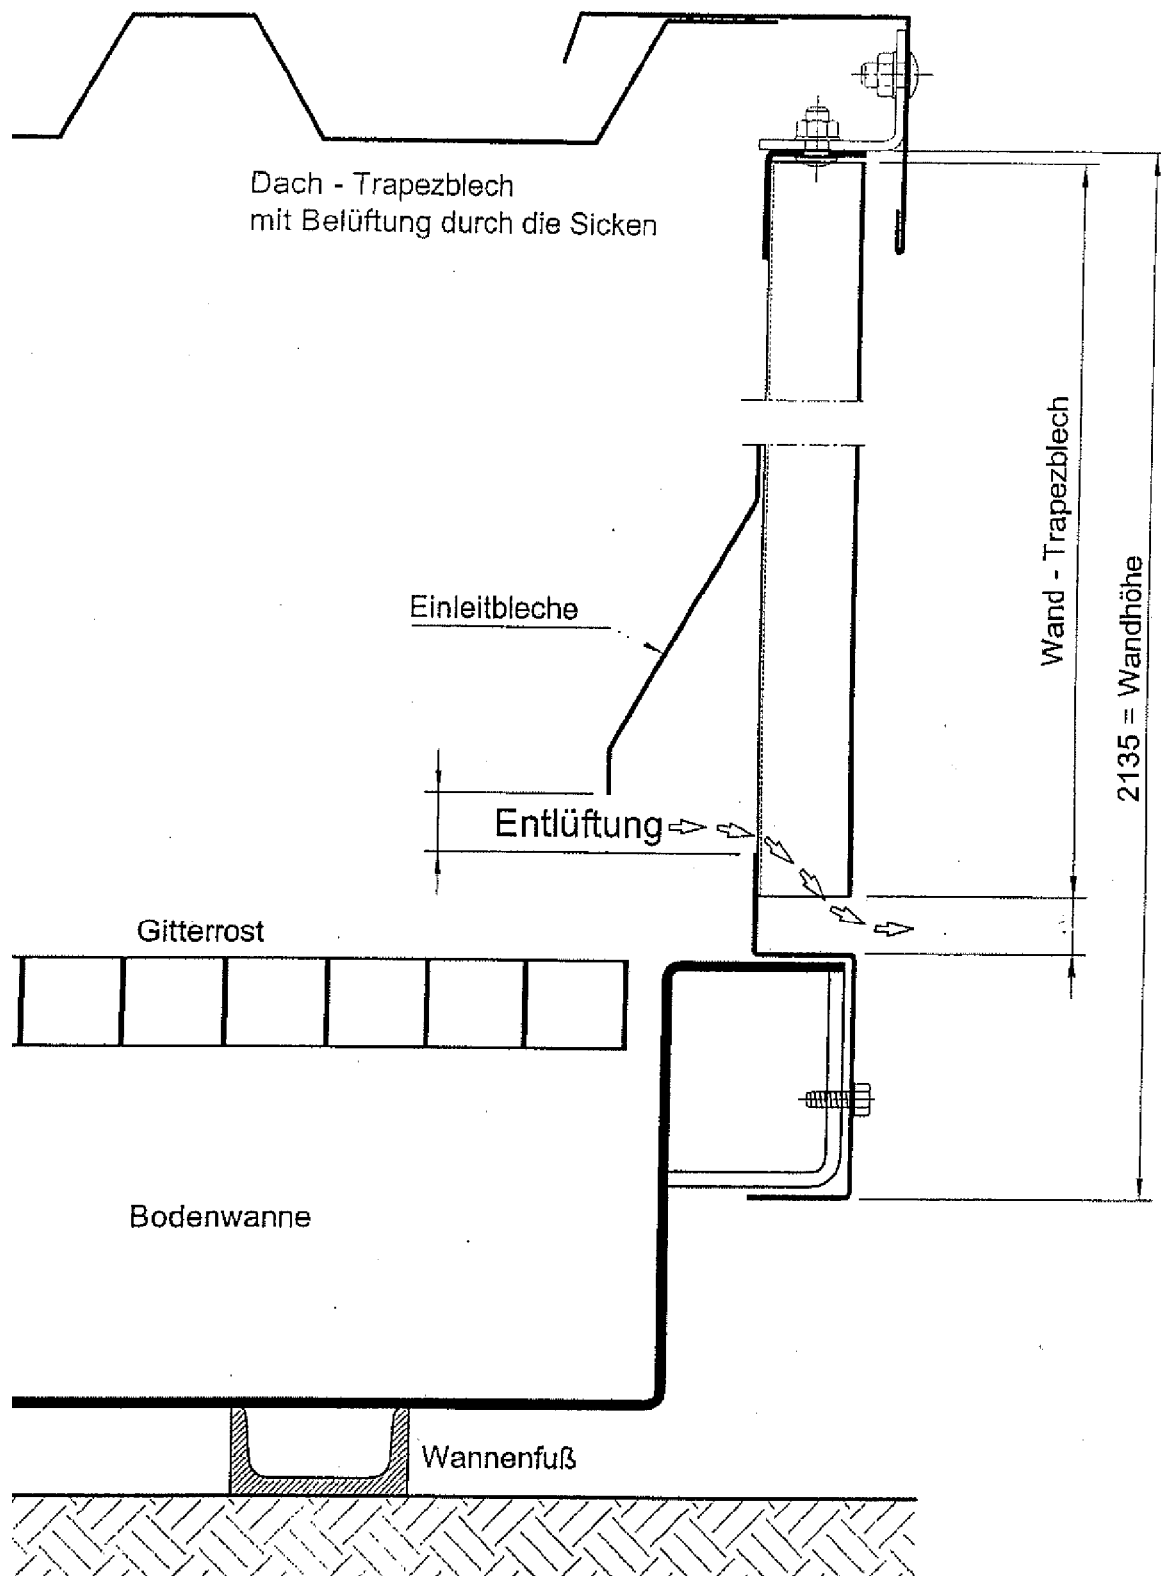 Dach - Trapezblech
mit Belüftung durch die Sicken
Wand - Trapezblech
2135 = Wandhöhe
Einleitbleche
Entlüftung
Gitterrost
Bodenwanne
Wannenfuß